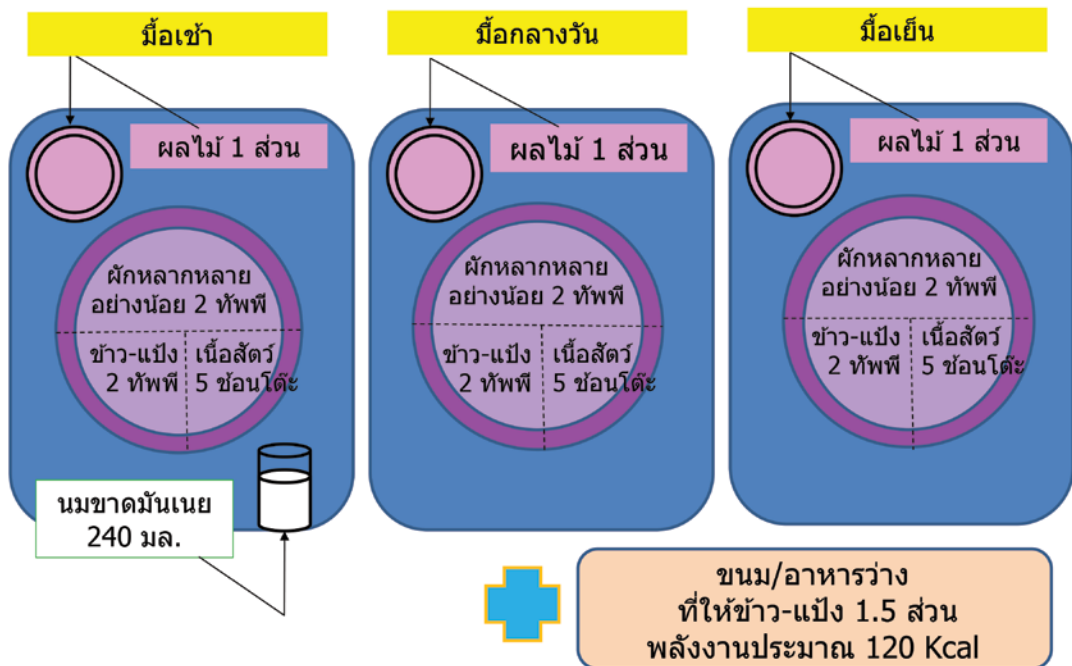 มื้อเช้า
ผลไม้ 1 ส่วน
ผักหลากหลาย
อย่างน้อย 2 ทัพพี
ข้าว-แป้ง
2 ทัพพี
เนื้อสัตว์
5 ช้อนโต๊ะ
นมขาดมันเนย
240 มล.
มื้อกลางวัน
ผลไม้ 1 ส่วน
ผักหลากหลาย
อย่างน้อย 2 ทัพพี
ข้าว-แป้ง
2 ทัพพี
เนื้อสัตว์
5 ช้อนโต๊ะ
มื้อเย็น
ผลไม้ 1 ส่วน
ผักหลากหลาย
อย่างน้อย 2 ทัพพี
ข้าว-แป้ง
2 ทัพพี
เนื้อสัตว์
5 ช้อนโต๊ะ
ขนม/อาหารว่าง
ที่ให้ข้าว-แป้ง 1.5 ส่วน
พลังงานประมาณ 120 Kcal